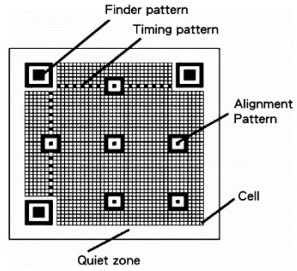 Finder pattern
Timing pattern
Alignment
Pattern
Cell
Quiet zone